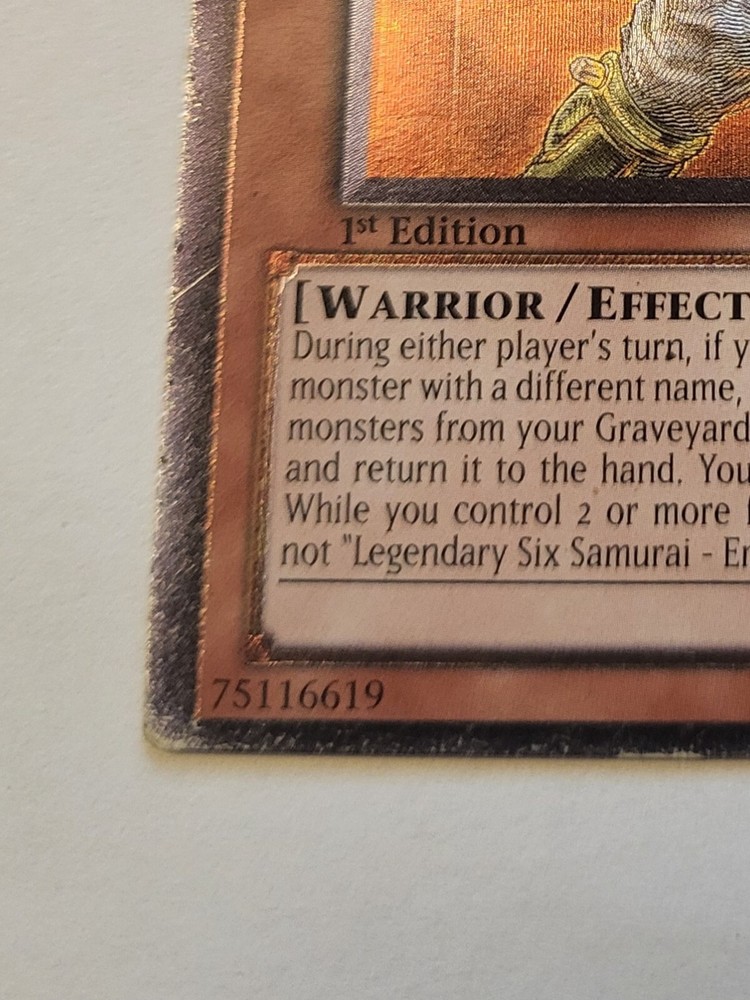 1st Edition
[WARRIOR / EFFECT
During either player's turn, if y
monster with a different name,
monsters from your Graveyard
and return it to the hand. You
While you control 2 or more
not "Legendary Six Samurai - En
75116619